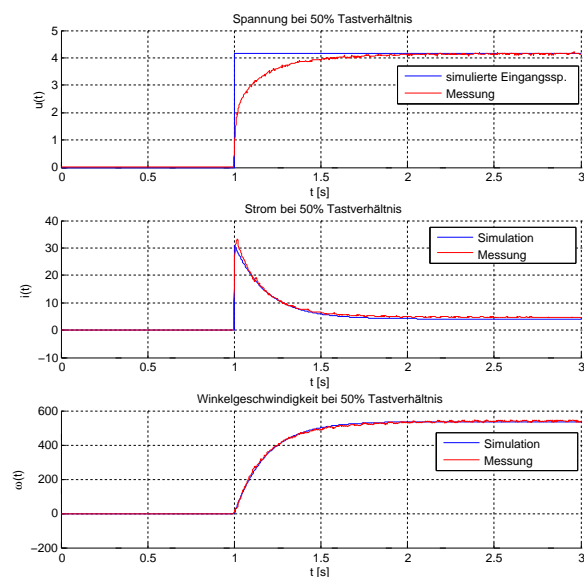 Spannung bei 50% Tastverhältnis
5
4
3
2
1
0
u(t)
simulierte Eingangssp.
Messung
0 0.5 1 1.5 2 2.5 3
t [s]
Strom bei 50% Tastverhältnis
40
30
20
10
0
−10
i(t)
Simulation
Messung
0 0.5 1 1.5 2 2.5 3
t [s]
Winkelgeschwindigkeit bei 50% Tastverhältnis
600
400
200
0
−200
ω(t)
Simulation
Messung
0 0.5 1 1.5 2 2.5 3
t [s]